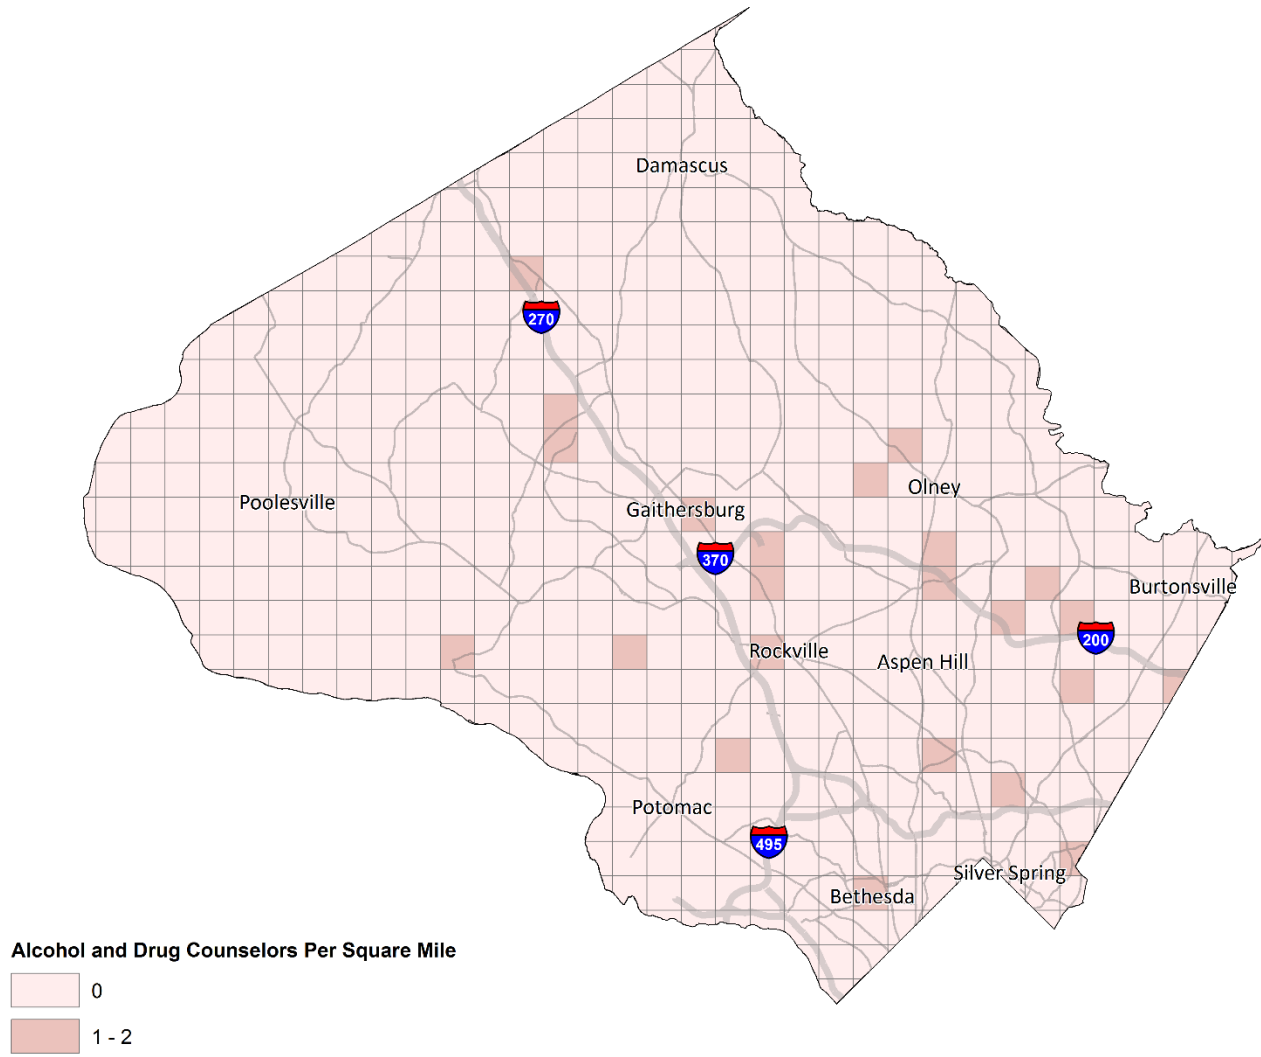 Damascus
270
Poolesville
Olney
Gaithersburg
370
Burtonsville
200
Rockville
Aspen Hill
Potomac
495
Silver Spring
Bethesda
Alcohol and Drug Counselors Per Square Mile
0
1 - 2